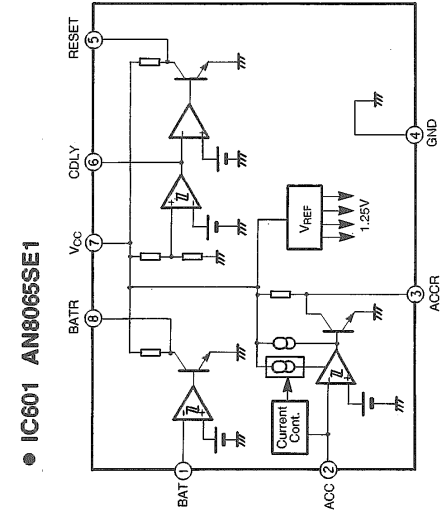 ● IC601 AN8065SE1
BATR
VCC
CDLY
RESET
8
7
6
5
+
−
+
−
VREF
1.25V
Current
Cont.
−
+
1
2
3
4
BAT
ACC
ACCR
GND